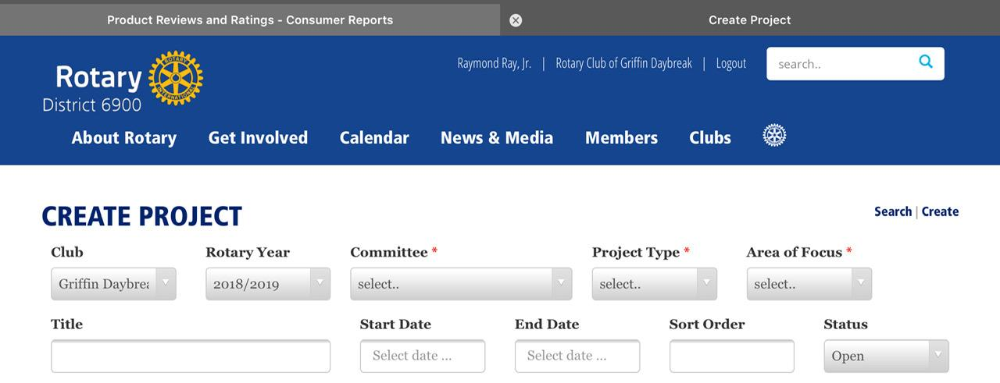 Product Reviews and Ratings - Consumer Reports
Create Project
Rotary
District 6900
ROTARY
INTERNATIONAL
Raymond Ray, Jr. | Rotary Club of Griffin Daybreak | Logout
search..
About Rotary Get Involved Calendar News & Media Members Clubs
CREATE PROJECT
Search | Create
Club Rotary Year Committee * Project Type * Area of Focus *
Griffin Daybrea 2018/2019 select.. select.. select..
Title Start Date End Date Sort Order Status
Select date ... Select date ... Open